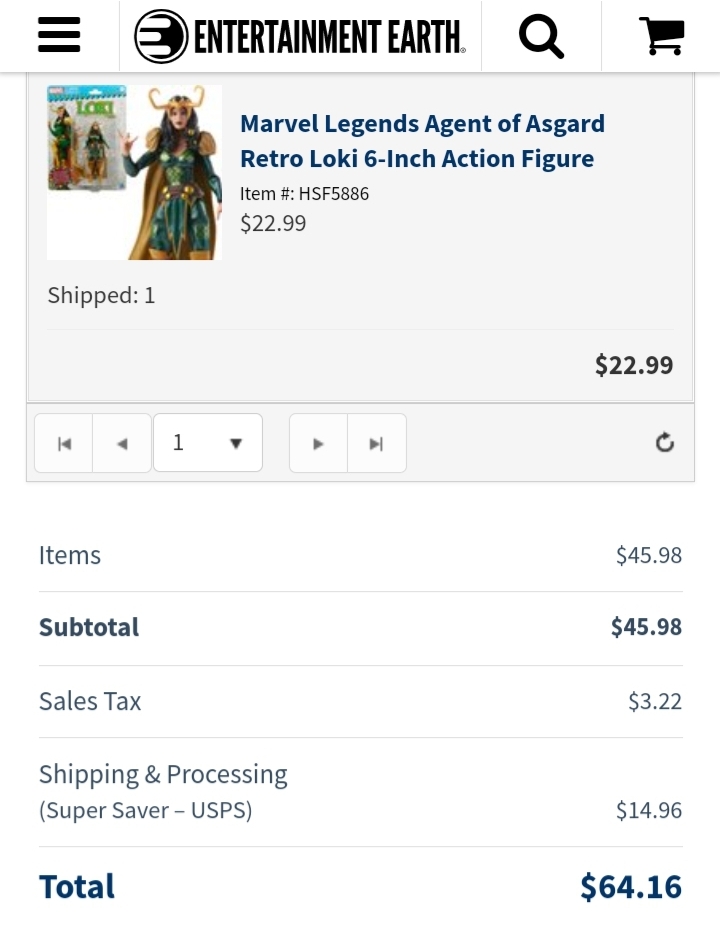 ENTERTAINMENT EARTH
LOKI
Marvel Legends Agent of Asgard
Retro Loki 6-Inch Action Figure
Item #: HSF5886
$22.99
Shipped: 1
$22.99
1
Items $45.98
Subtotal $45.98
Sales Tax $3.22
Shipping & Processing
(Super Saver – USPS) $14.96
Total $64.16